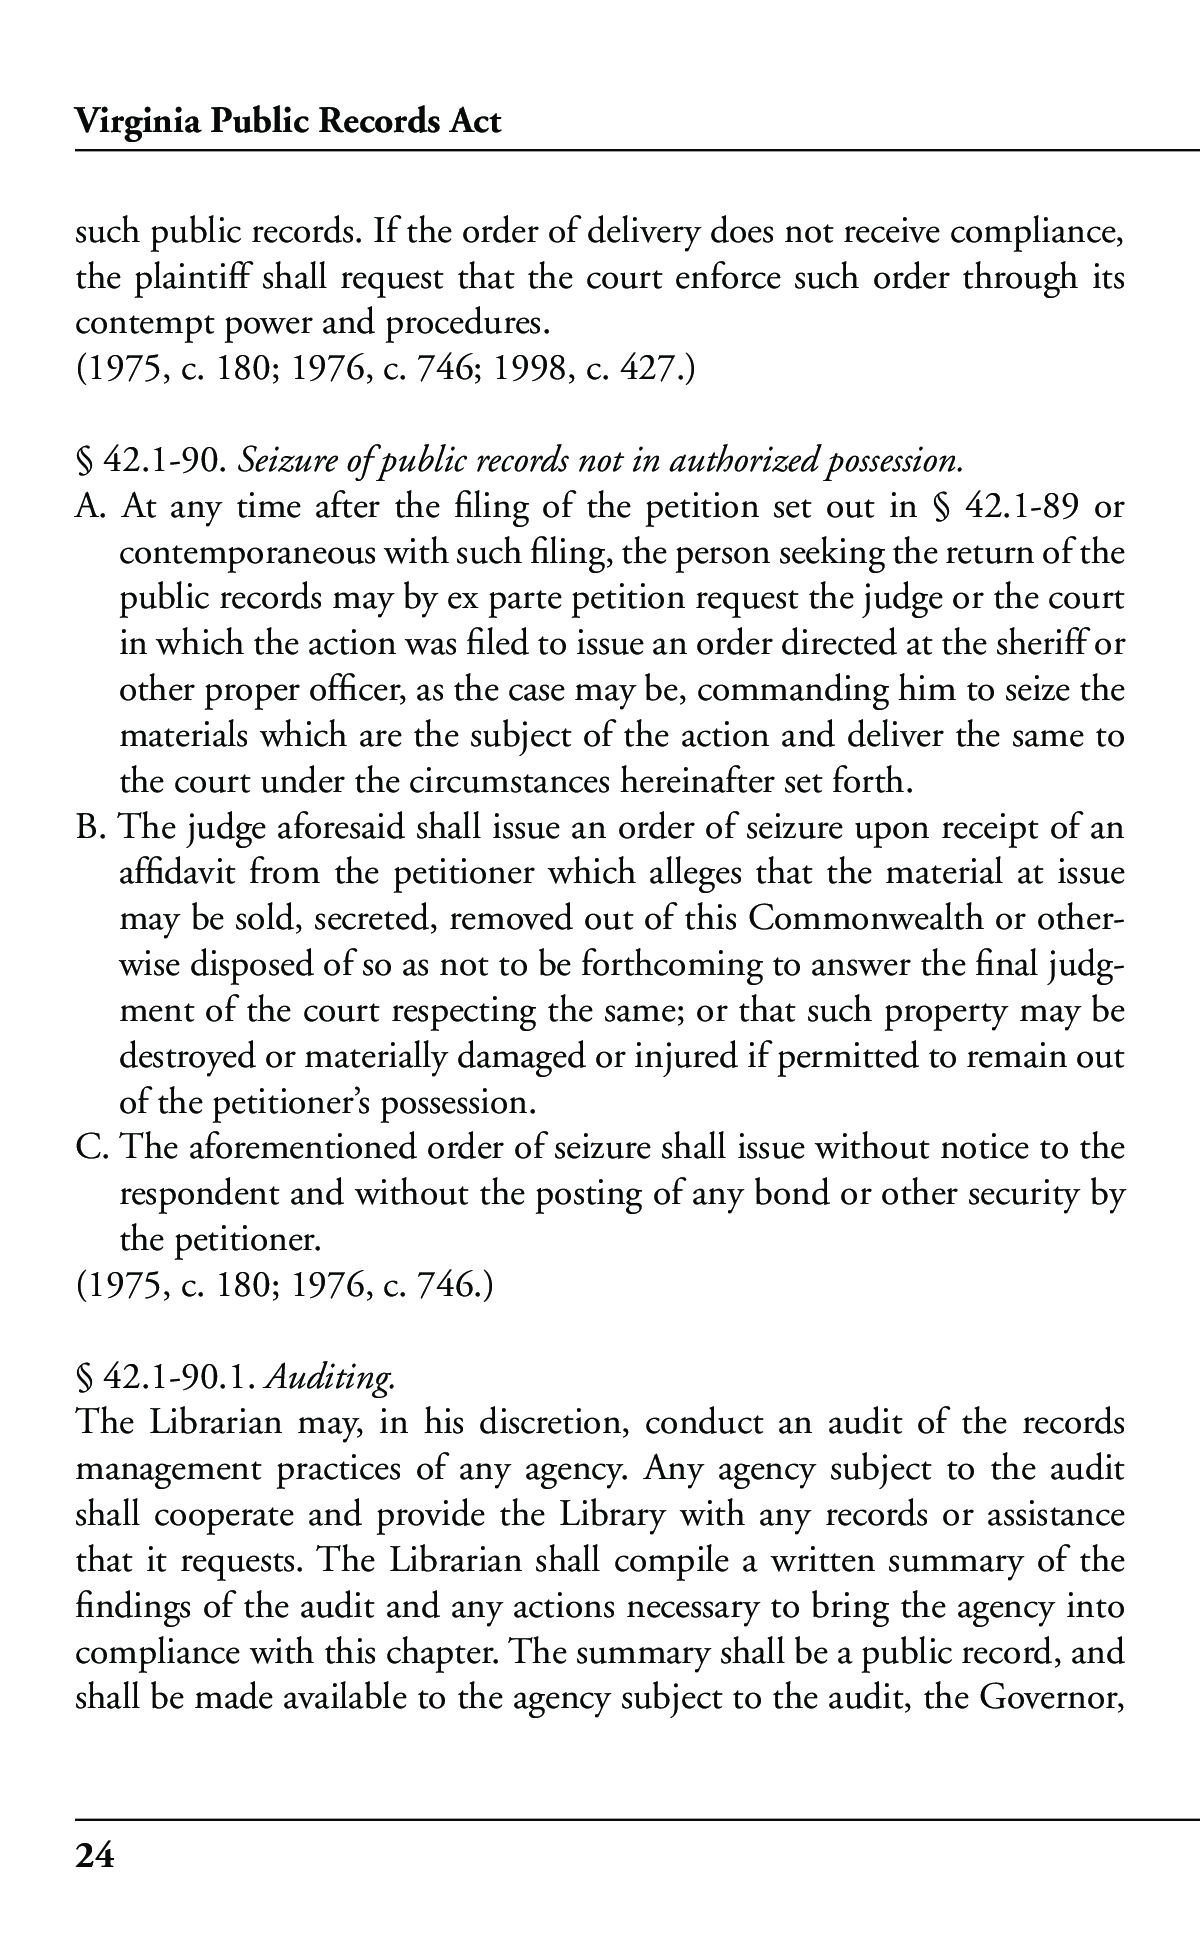 Virginia Public Records Act
such public records. If the order of delivery does not receive compliance,
the plaintiff shall request that the court enforce such order through its
contempt power and procedures.
(1975, c. 180; 1976, c. 746; 1998, c. 427.)
§ 42.1-90. Seizure of public records not in authorized possession.
A. At any time after the filing of the petition set out in § 42.1-89 or
contemporaneous with such filing, the person seeking the return of the
public records may by ex parte petition request the judge or the court
in which the action was filed to issue an order directed at the sheriff or
other proper officer, as the case may be, commanding him to seize the
materials which are the subject of the action and deliver the same to
the court under the circumstances hereinafter set forth.
B. The judge aforesaid shall issue an order of seizure upon receipt of an
affidavit from the petitioner which alleges that the material at issue
may be sold, secreted, removed out of this Commonwealth or other-
wise disposed of so as not to be forthcoming to answer the final judg-
ment of the court respecting the same; or that such property may be
destroyed or materially damaged or injured if permitted to remain out
of the petitioner’s possession.
C. The aforementioned order of seizure shall issue without notice to the
respondent and without the posting of any bond or other security by
the petitioner.
(1975, c. 180; 1976, c. 746.)
§ 42.1-90.1. Auditing.
The Librarian may, in his discretion, conduct an audit of the records
management practices of any agency. Any agency subject to the audit
shall cooperate and provide the Library with any records or assistance
that it requests. The Librarian shall compile a written summary of the
findings of the audit and any actions necessary to bring the agency into
compliance with this chapter. The summary shall be a public record, and
shall be made available to the agency subject to the audit, the Governor,
24